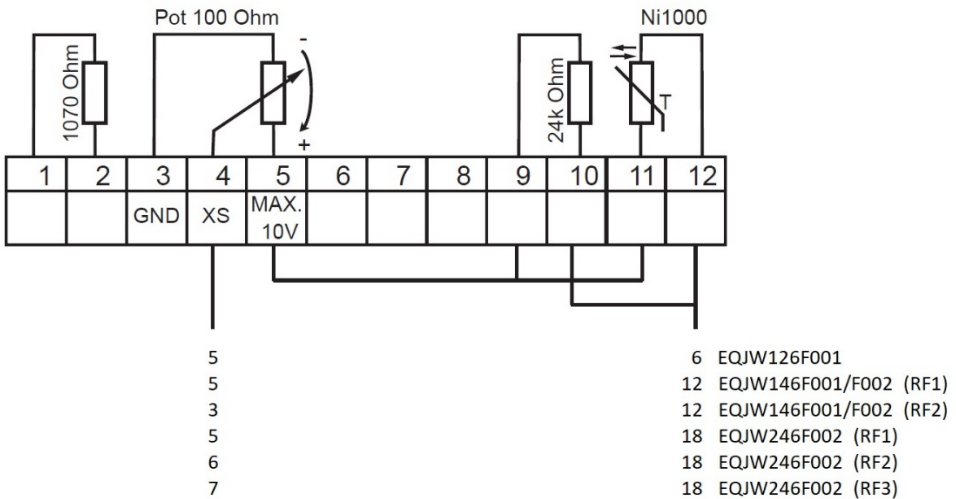 Pot 100 Ohm Ni1000
1070 Ohm
-
+
24k Ohm
T
1 2 3 4 5 6 7 8 9 10 11 12
GND XS MAX. 10V
5 6 EQJW126F001
5 12 EQJW146F001/F002 (RF1)
3 12 EQJW146F001/F002 (RF2)
5 18 EQJW246F002 (RF1)
6 18 EQJW246F002 (RF2)
7 18 EQJW246F002 (RF3)